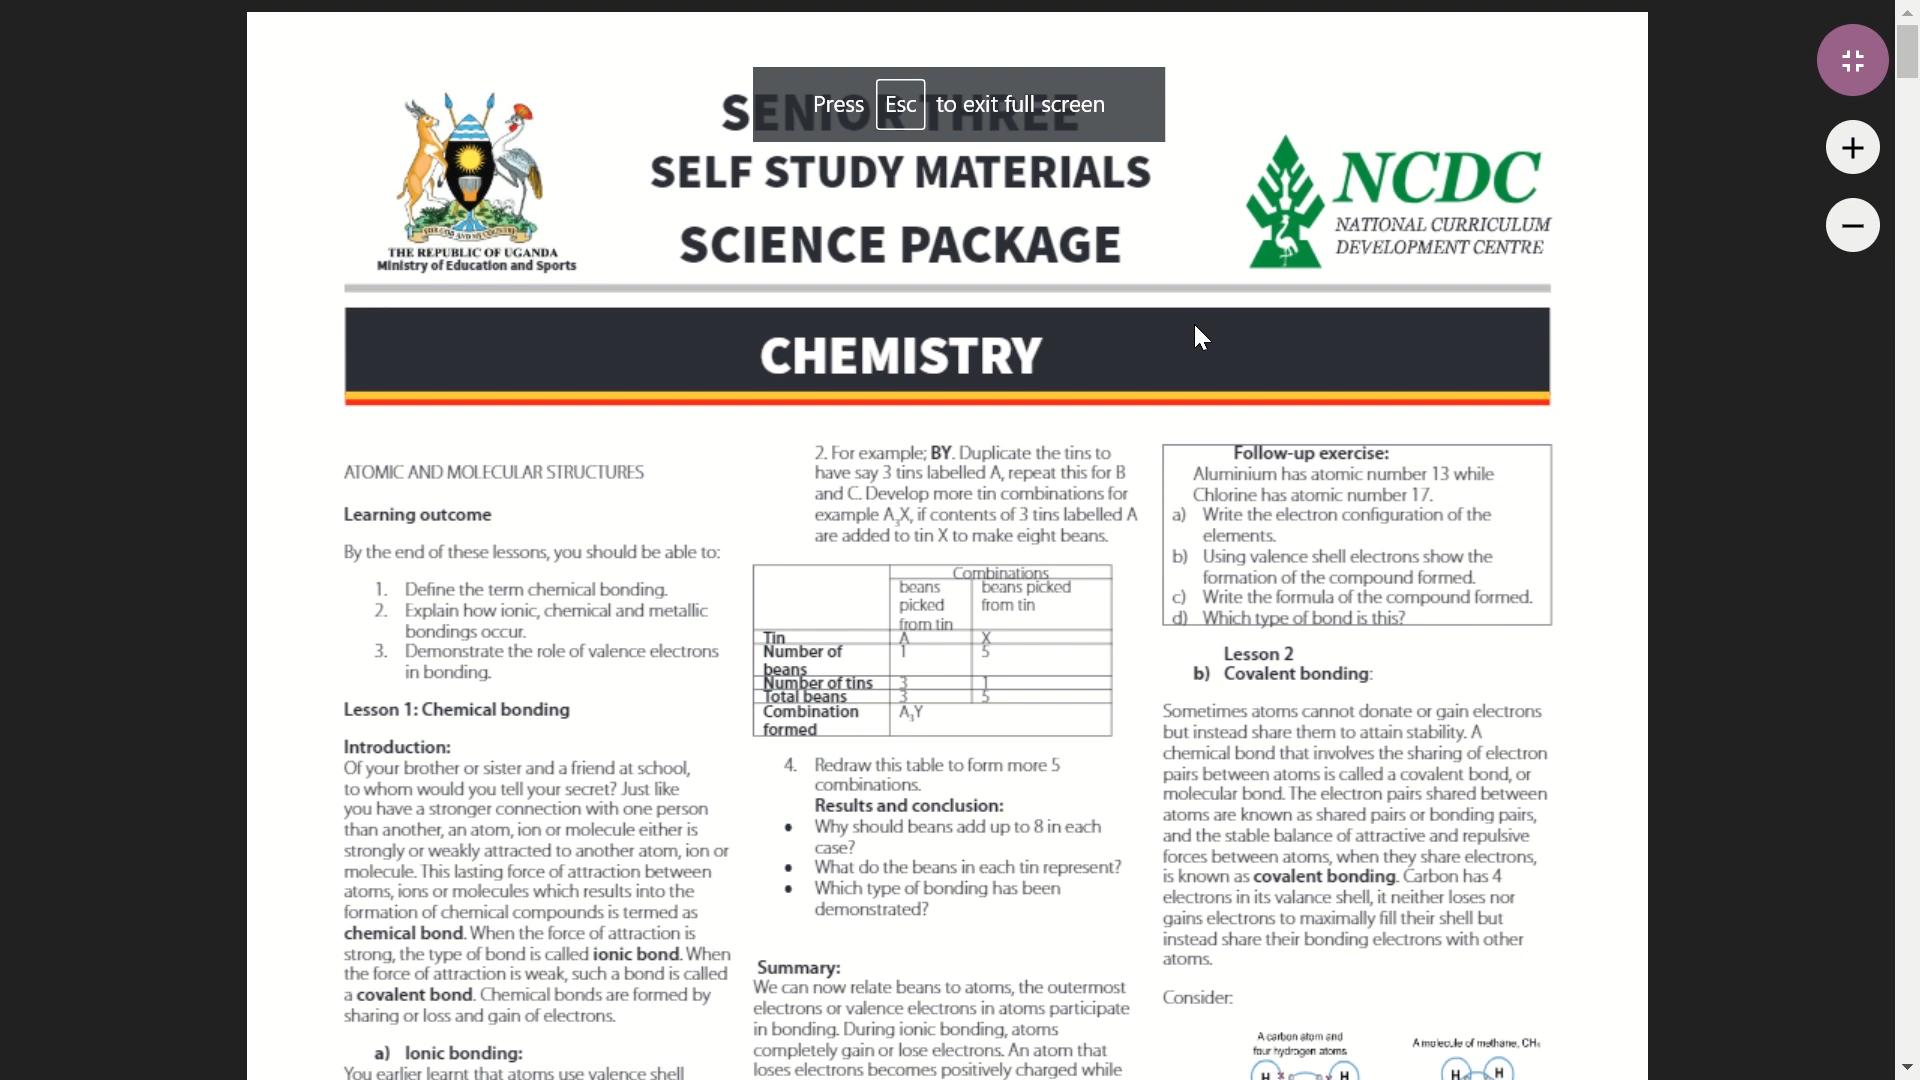 SENIOR THREE
Press Esc to exit full screen
SELF STUDY MATERIALS
SCIENCE PACKAGE
FOR GOD AND MY COUNTRY
THE REPUBLIC OF UGANDA
Ministry of Education and Sports
NCDC
NATIONAL CURRICULUM
DEVELOPMENT CENTRE
CHEMISTRY
ATOMIC AND MOLECULAR STRUCTURES
Learning outcome
By the end of these lessons, you should be able to:
1. Define the term chemical bonding.
2. Explain how ionic, chemical and metallic
bondings occur.
3. Demonstrate the role of valence electrons
in bonding.
Lesson 1: Chemical bonding
Introduction:
Of your brother or sister and a friend at school,
to whom would you tell your secret? Just like
you have a stronger connection with one person
than another, an atom, ion or molecule either is
strongly or weakly attracted to another atom, ion or
molecule. This lasting force of attraction between
atoms, ions or molecules which results into the
formation of chemical compounds is termed as
chemical bond. When the force of attraction is
strong, the type of bond is called ionic bond. When
the force of attraction is weak, such a bond is called
a covalent bond. Chemical bonds are formed by
sharing or loss and gain of electrons.
a) Ionic bonding:
You earlier learnt that atoms use valence shell
2. For example; BY. Duplicate the tins to
have say 3 tins labelled A, repeat this for B
and C. Develop more tin combinations for
example A₃X, if contents of 3 tins labelled A
are added to tin X to make eight beans.
Combinations
beans picked from tin
beans picked from tin
Tin A X
Number of beans 1 5
Number of tins 3 1
Total beans 3 5
Combination formed A₃Y
4. Redraw this table to form more 5
combinations.
Results and conclusion:
• Why should beans add up to 8 in each
case?
• What do the beans in each tin represent?
• Which type of bonding has been
demonstrated?
Summary:
We can now relate beans to atoms, the outermost
electrons or valence electrons in atoms participate
in bonding. During ionic bonding, atoms
completely gain or lose electrons. An atom that
loses electrons becomes positively charged while
Follow-up exercise:
Aluminium has atomic number 13 while
Chlorine has atomic number 17.
a) Write the electron configuration of the
elements.
b) Using valence shell electrons show the
formation of the compound formed.
c) Write the formula of the compound formed.
d) Which type of bond is this?
Lesson 2
b) Covalent bonding:
Sometimes atoms cannot donate or gain electrons
but instead share them to attain stability. A
chemical bond that involves the sharing of electron
pairs between atoms is called a covalent bond, or
molecular bond. The electron pairs shared between
atoms are known as shared pairs or bonding pairs,
and the stable balance of attractive and repulsive
forces between atoms, when they share electrons,
is known as covalent bonding. Carbon has 4
electrons in its valance shell, it neither loses nor
gains electrons to maximally fill their shell but
instead share their bonding electrons with other
atoms.
Consider:
A carbon atom and
four hydrogen atoms
A molecule of methane, CH₄
H H
H H